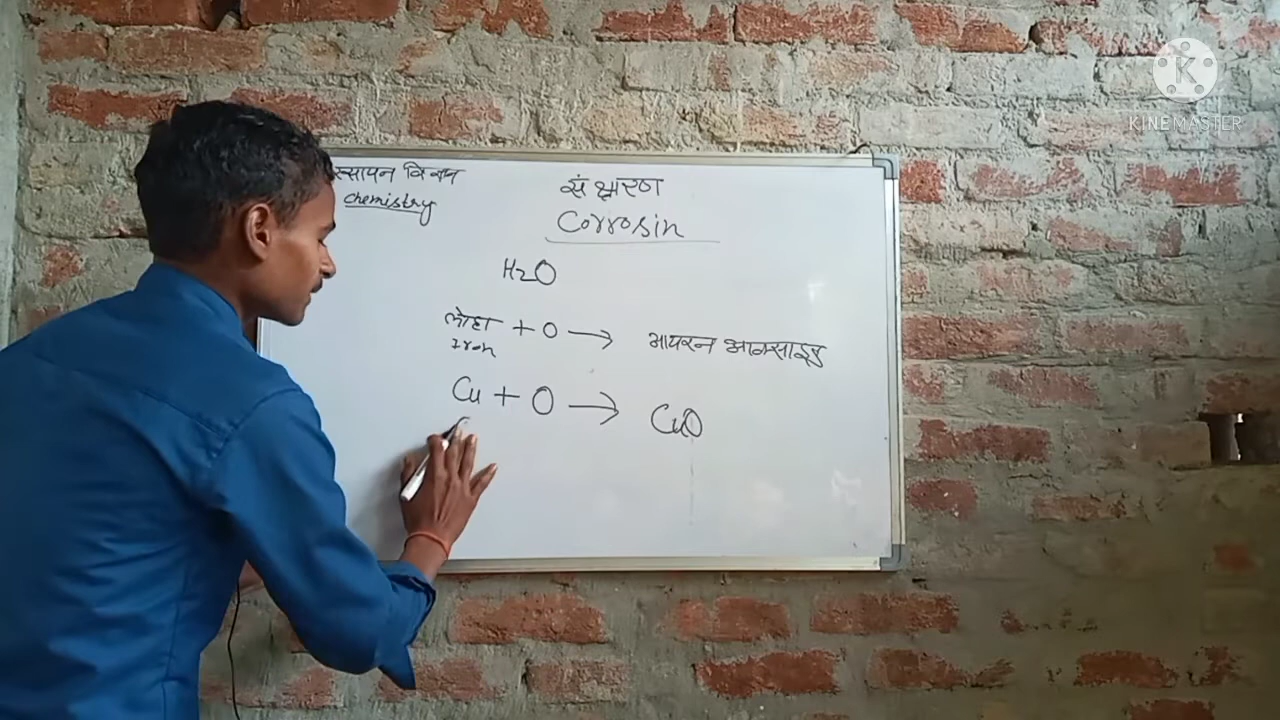 KINEMASTER
रसायन विज्ञान
Chemistry
संक्षारण
Corrosin
H2O
लोहा + O → आयरन आक्साइड
Iron
Cu + O → CuO